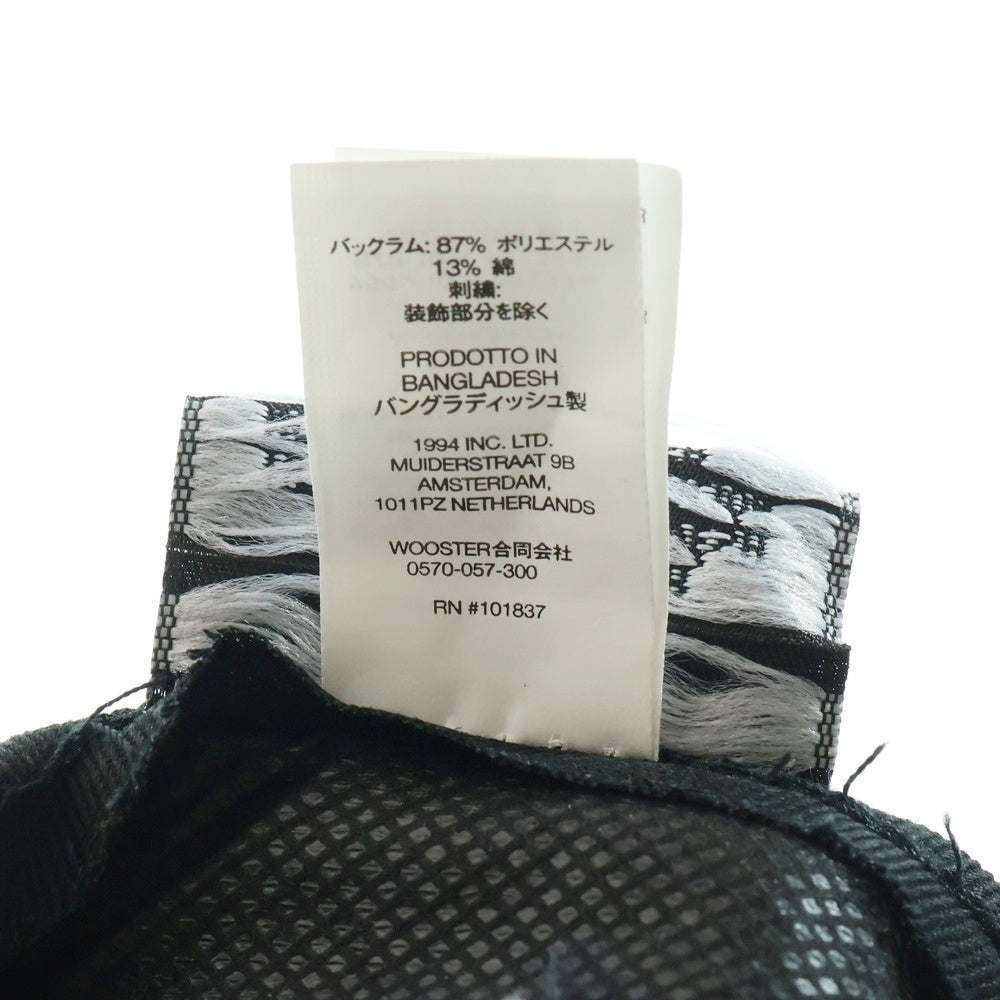 バックラム: 87% ポリエステル
13% 綿
刺繍:
装飾部分を除く
PRODOTTO IN
BANGLADESH
バングラディッシュ製
1994 INC. LTD.
MUIDERSTRAAT 9B
AMSTERDAM,
1011PZ NETHERLANDS
WOOSTER合同会社
0570-057-300
RN #101837